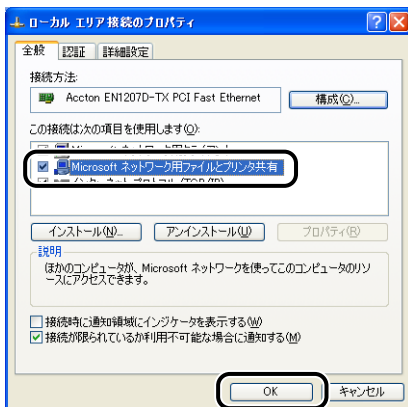 ローカル エリア接続のプロパティ
全般 認証 詳細設定
接続方法:
Accton EN1207D-TX PCI Fast Ethernet
構成(C)...
この接続は次の項目を使用します(O):
Microsoft ネットワーク用ファイルとプリンタ共有
インストール(N)... アンインストール(U) プロパティ(R)
説明
ほかのコンピュータが、Microsoft ネットワークを使ってこのコンピュータのリソ
ースにアクセスできます。
接続時に通知領域にインジケータを表示する(W)
接続が限られているか利用不可能な場合に通知する(M)
OK キャンセル